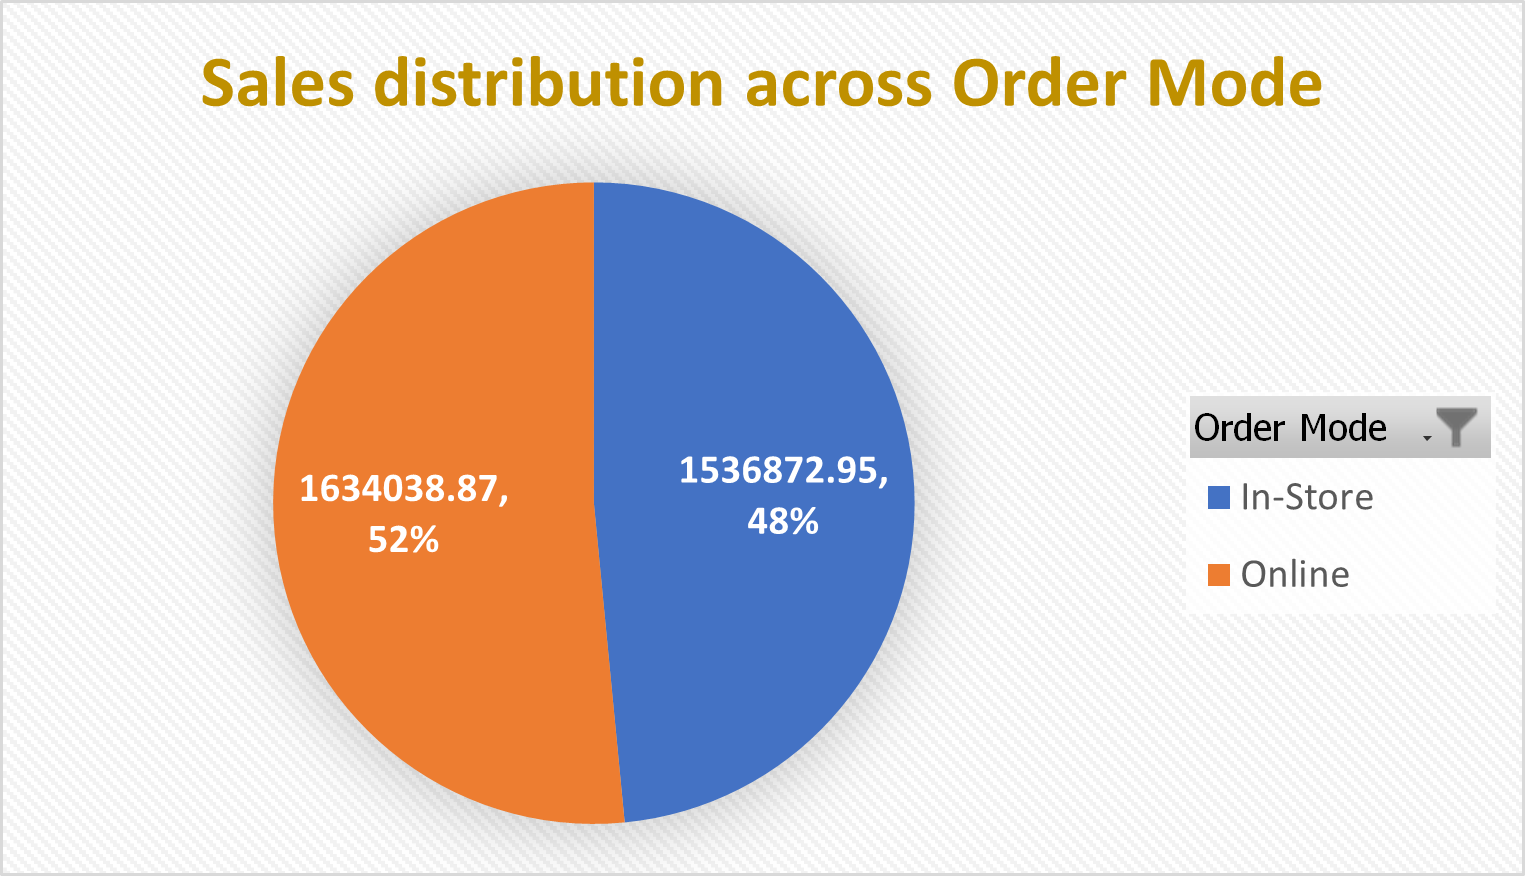 Sales distribution across Order Mode
1634038.87,
52%
1536872.95,
48%
Order Mode
In-Store
Online